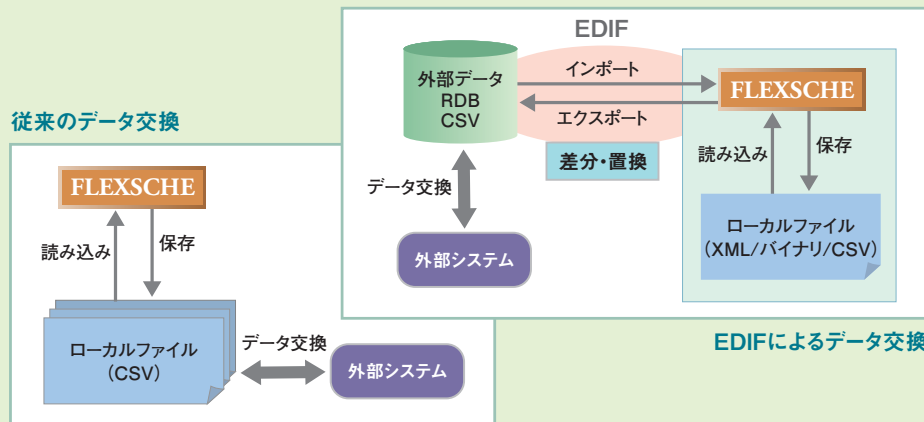 EDIF
外部データ
RDB
CSV
インポート
エクスポート
差分・置換
FLEXSCHE
読み込み
保存
データ交換
外部システム
ローカルファイル
(XML/バイナリ/CSV)
EDIFによるデータ交換
従来のデータ交換
FLEXSCHE
読み込み
保存
ローカルファイル
(CSV)
データ交換
外部システム